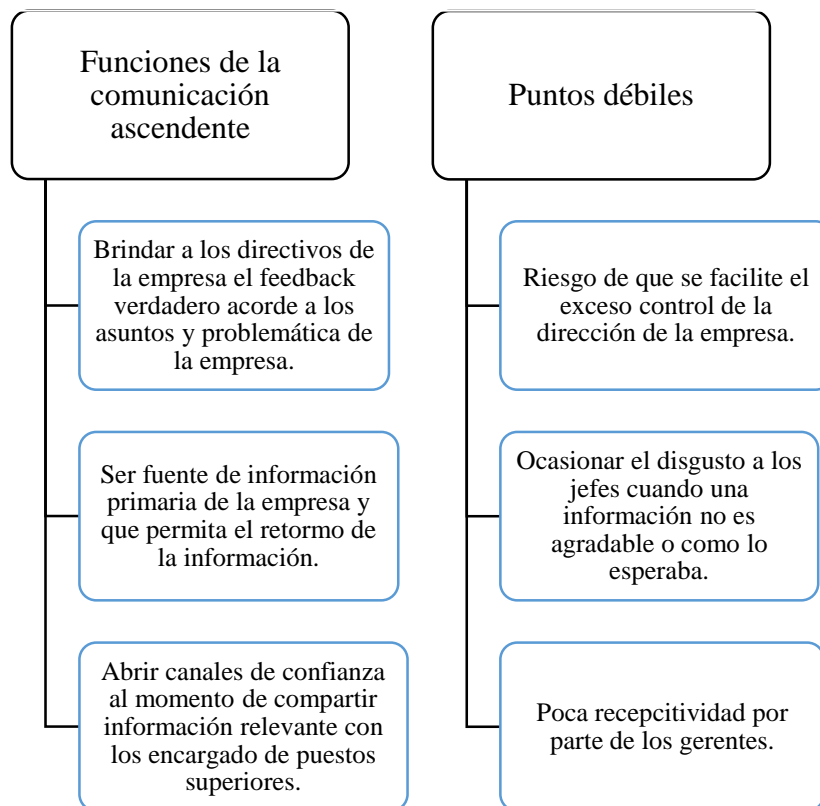 Funciones de la
comunicación
ascendente
Brindar a los directivos de
la empresa el feedback
verdadero acorde a los
asuntos y problemática de
la empresa.
Ser fuente de información
primaria de la empresa y
que permita el retormo de
la información.
Abrir canales de confianza
al momento de compartir
información relevante con
los encargado de puestos
superiores.
Puntos débiles
Riesgo de que se facilite el
exceso control de la
dirección de la empresa.
Ocasionar el disgusto a los
jefes cuando una
información no es
agradable o como lo
esperaba.
Poca recepcitividad por
parte de los gerentes.